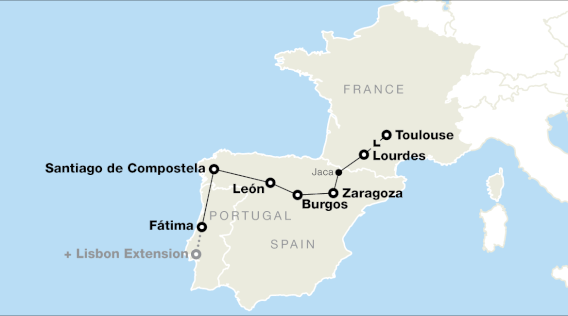 FRANCE
Toulouse
L
Lourdes
Jaca
Santiago de Compostela
León
Zaragoza
Burgos
Fátima
PORTUGAL
SPAIN
+ Lisbon Extension